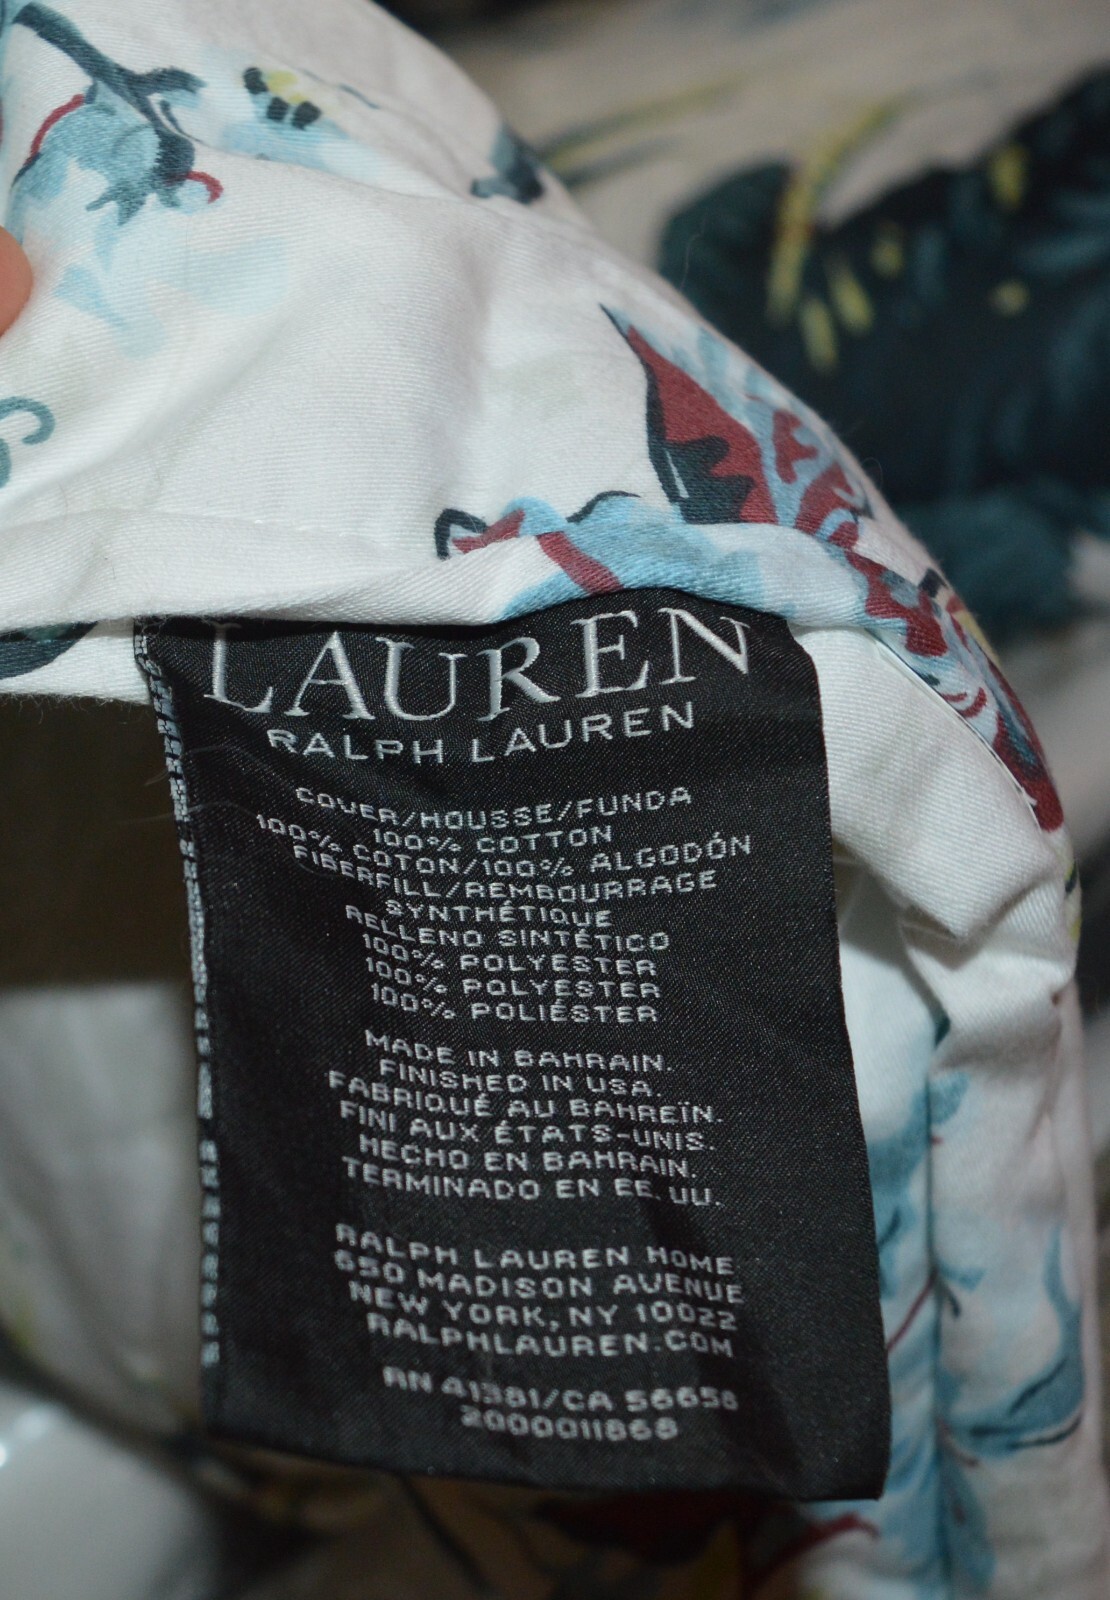 LAUREN
RALPH LAUREN
COVER/HOUSSE/FUNDA
100% COTTON
100% COTON/100% ALGODÓN
FIBERFILL/REMBOURRAGE
SYNTHÉTIQUE
RELLENO SINTÉTICO
100% POLYESTER
100% POLYESTER
100% POLIÉSTER
MADE IN BAHRAIN.
FINISHED IN USA.
FABRIQUÉ AU BAHREÏN.
FINI AUX ÉTATS-UNIS.
HECHO EN BAHRAIN.
TERMINADO EN EE. UU.
RALPH LAUREN HOME
650 MADISON AVENUE
NEW YORK, NY 10022
RALPHLAUREN.COM
RN 41381/CA 56658
2000011868